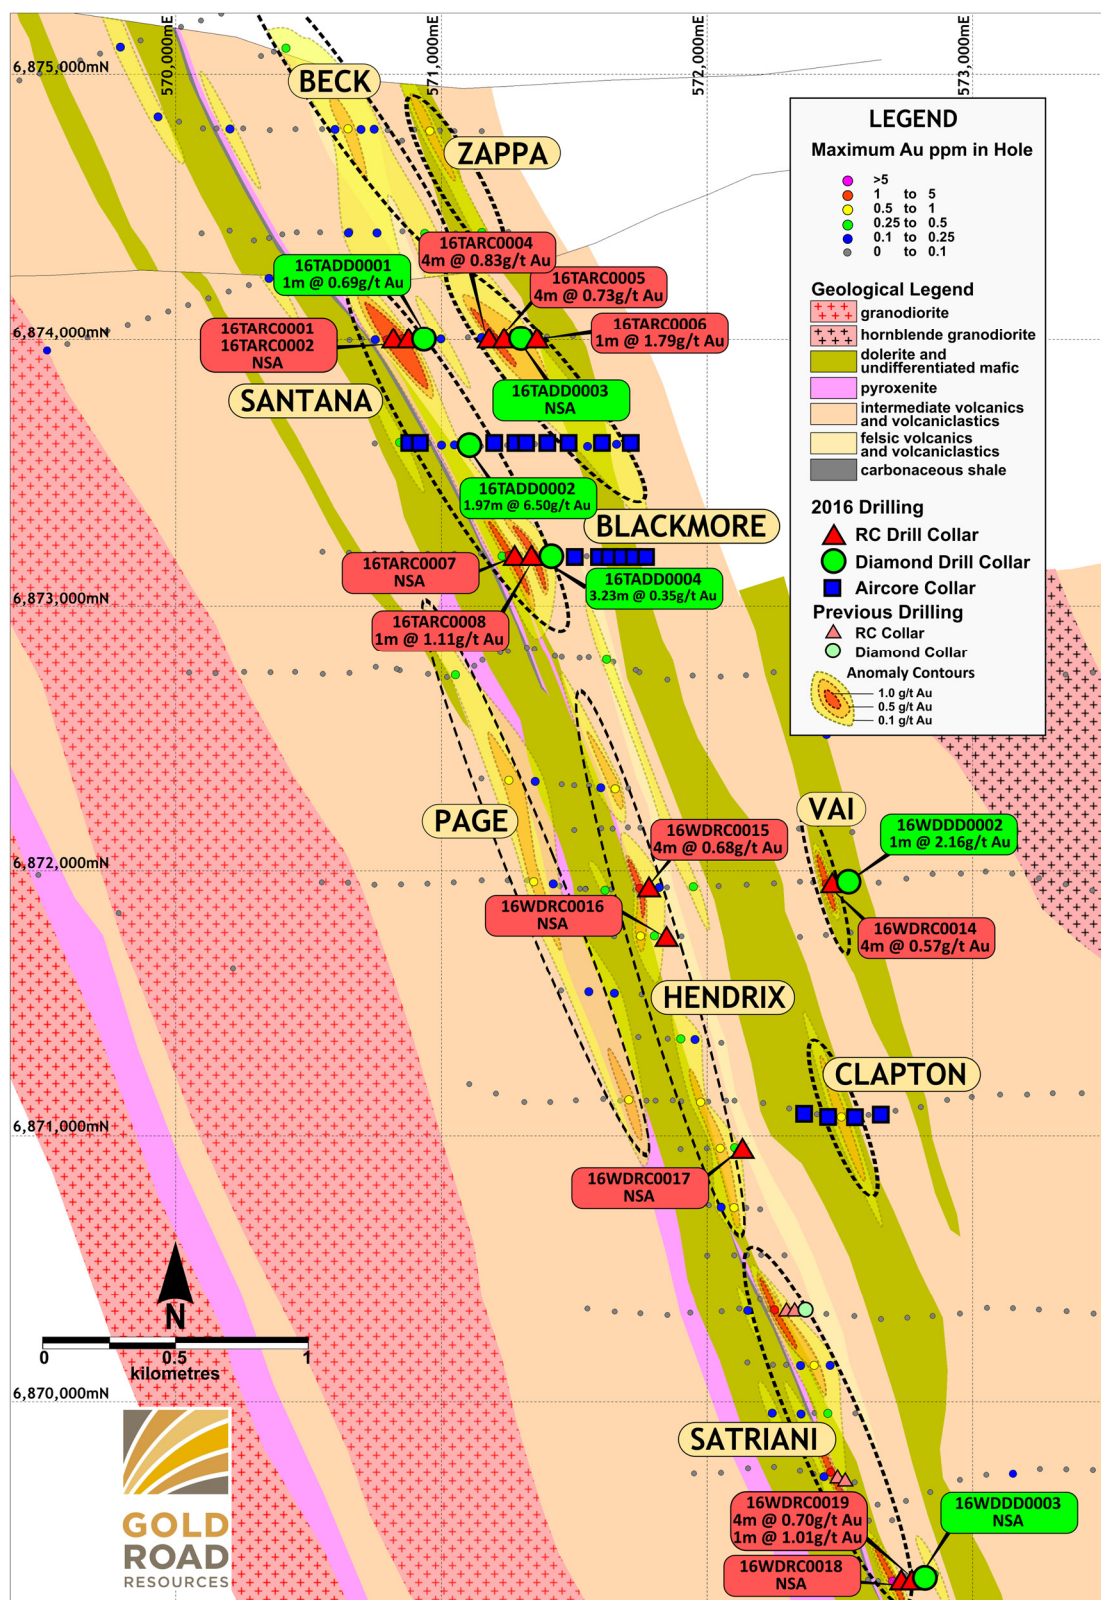 570,000mE
571,000mE
572,000mE
573,000mE
6,875,000mN
BECK
ZAPPA
16TARC0004
4m @ 0.83g/t Au
16TADD0001
1m @ 0.69g/t Au
16TARC0005
4m @ 0.73g/t Au
6,874,000mN
16TARC0001
16TARC0002
NSA
16TARC0006
1m @ 1.79g/t Au
SANTANA
16TADD0003
NSA
16TADD0002
1.97m @ 6.50g/t Au
BLACKMORE
16TARC0007
NSA
16TADD0004
3.23m @ 0.35g/t Au
6,873,000mN
16TARC0008
1m @ 1.11g/t Au
PAGE
VAI
16WDRC0015
4m @ 0.68g/t Au
16WDDD0002
1m @ 2.16g/t Au
6,872,000mN
16WDRC0016
NSA
16WDRC0014
4m @ 0.57g/t Au
HENDRIX
CLAPTON
6,871,000mN
16WDRC0017
NSA
6,870,000mN
SATRIANI
16WDRC0019
4m @ 0.70g/t Au
1m @ 1.01g/t Au
16WDDD0003
NSA
16WDRC0018
NSA
LEGEND
Maximum Au ppm in Hole
>5
1 to 5
0.5 to 1
0.25 to 0.5
0.1 to 0.25
0 to 0.1
Geological Legend
granodiorite
hornblende granodiorite
dolerite and
undifferentiated mafic
pyroxenite
intermediate volcanics
and volcaniclastics
felsic volcanics
and volcaniclastics
carbonaceous shale
2016 Drilling
RC Drill Collar
Diamond Drill Collar
Aircore Collar
Previous Drilling
RC Collar
Diamond Collar
Anomaly Contours
1.0 g/t Au
0.5 g/t Au
0.1 g/t Au
N
0 0.5 1
kilometres
GOLD
ROAD
RESOURCES